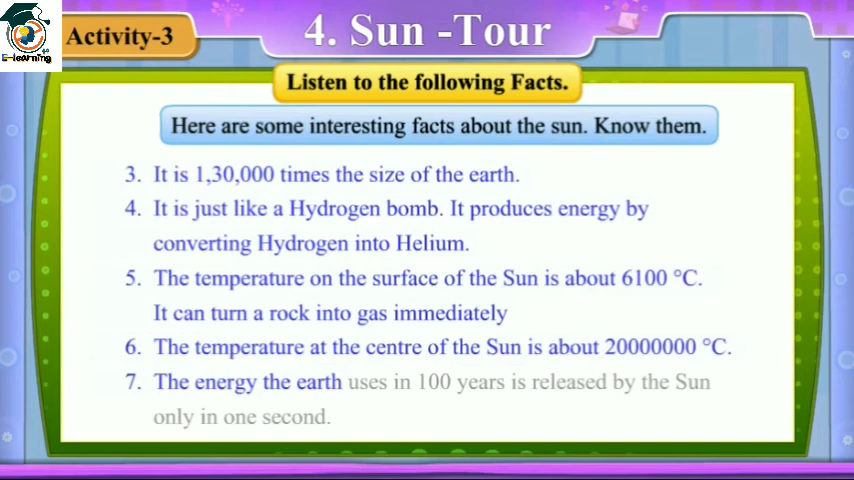 E-learning
Activity-3
4. Sun -Tour
Listen to the following Facts.
Here are some interesting facts about the sun. Know them.
3. It is 1,30,000 times the size of the earth.
4. It is just like a Hydrogen bomb. It produces energy by
converting Hydrogen into Helium.
5. The temperature on the surface of the Sun is about 6100 °C.
It can turn a rock into gas immediately
6. The temperature at the centre of the Sun is about 20000000 °C.
7. The energy the earth uses in 100 years is released by the Sun
only in one second.